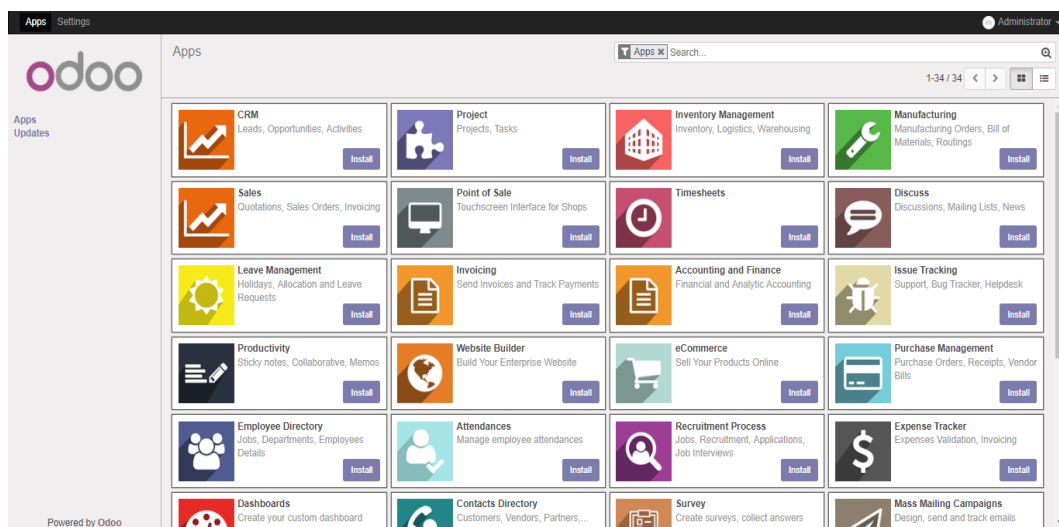 Apps Settings
Administrator
odoo
Apps
Apps × Search...
1-34 / 34
Apps
Updates
CRM
Leads, Opportunities, Activities
Install
Project
Projects, Tasks
Install
Inventory Management
Inventory, Logistics, Warehousing
Install
Manufacturing
Manufacturing Orders, Bill of
Materials, Routings
Install
Sales
Quotations, Sales Orders, Invoicing
Install
Point of Sale
Touchscreen Interface for Shops
Install
Timesheets
Install
Discuss
Discussions, Mailing Lists, News
Install
Leave Management
Holidays, Allocation and Leave
Requests
Install
Invoicing
Send Invoices and Track Payments
Install
Accounting and Finance
Financial and Analytic Accounting
Install
Issue Tracking
Support, Bug Tracker, Helpdesk
Install
Productivity
Sticky notes, Collaborative, Memos
Install
Website Builder
Build Your Enterprise Website
Install
eCommerce
Sell Your Products Online
Install
Purchase Management
Purchase Orders, Receipts, Vendor
Bills
Install
Employee Directory
Jobs, Departments, Employees
Details
Install
Attendances
Manage employee attendances
Install
Recruitment Process
Jobs, Recruitment, Applications,
Job Interviews
Install
Expense Tracker
Expenses Validation, Invoicing
Install
Dashboards
Create your custom dashboard
Contacts Directory
Customers, Vendors, Partners,...
Survey
Create surveys, collect answers
Mass Mailing Campaigns
Design, send and track emails
Powered by Odoo